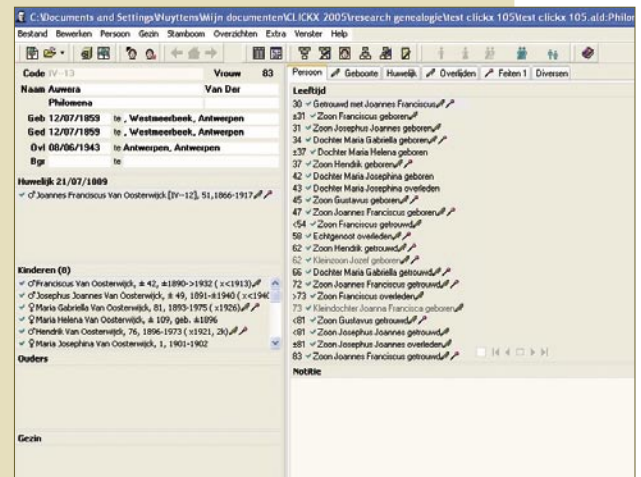 C:\Documents and Settings\Nuyttem\Mijn documenten\CLICKX 2005\research genealogie\test clickx 105\test clickx 105.ald:Philom
Bestand Bewerken Persoon Gezin Stamboom Overzichten Extra Venster Help
Code IV-13 Vrouw 83
Naam Auwera Van Der
Philomena
Geb 12/07/1859 te , Westmeerbeek, Antwerpen
Ged 12/07/1859 te , Westmeerbeek, Antwerpen
Ovl 08/06/1943 te Antwerpen, Antwerpen
Bgr te
Huwelijk 21/07/1889
♂ Joannes Franciscus Van Oosterwijck [IV-12], 51, 1866-1917
Kinderen (8)
♂ Franciscus Van Oosterwijck, ± 42, ±1890->1932 ( x<1913)
♂ Josephus Joannes Van Oosterwijck, ± 49, 1891-±1940 ( x<194
♀ Maria Gabriella Van Oosterwijck, 81, 1893-1975 ( x1926)
♀ Maria Helena Van Oosterwijck, ± 109, geb. ±1896
♂ Hendrik Van Oosterwijck, 76, 1896-1973 ( x1921, 2k)
♀ Maria Josephina Van Oosterwijck, 1, 1901-1902
Ouders
Gezin
Persoon Geboorte Huwelijk Overlijden Feiten 1 Diversen
Leeftijd
30 Getrouwd met Joannes Franciscus
±31 Zoon Franciscus geboren
31 Zoon Josephus Joannes geboren
34 Dochter Maria Gabriella geboren
±37 Dochter Maria Helena geboren
37 Zoon Hendrik geboren
42 Dochter Maria Josephina geboren
43 Dochter Maria Josephina overleden
45 Zoon Gustavus geboren
47 Zoon Joannes Franciscus geboren
<54 Zoon Franciscus getrouwd
58 Echtgenoot overleden
62 Zoon Hendrik getrouwd
62 Kleinzoon Jozef geboren
66 Dochter Maria Gabriella getrouwd
72 Zoon Joannes Franciscus getrouwd
>73 Zoon Franciscus overleden
73 Kleindochter Joanna Francisca geboren
<81 Zoon Gustavus getrouwd
<81 Zoon Josephus Joannes getrouwd
±81 Zoon Josephus Joannes overleden
83 Zoon Joannes Franciscus getrouwd
Notitie